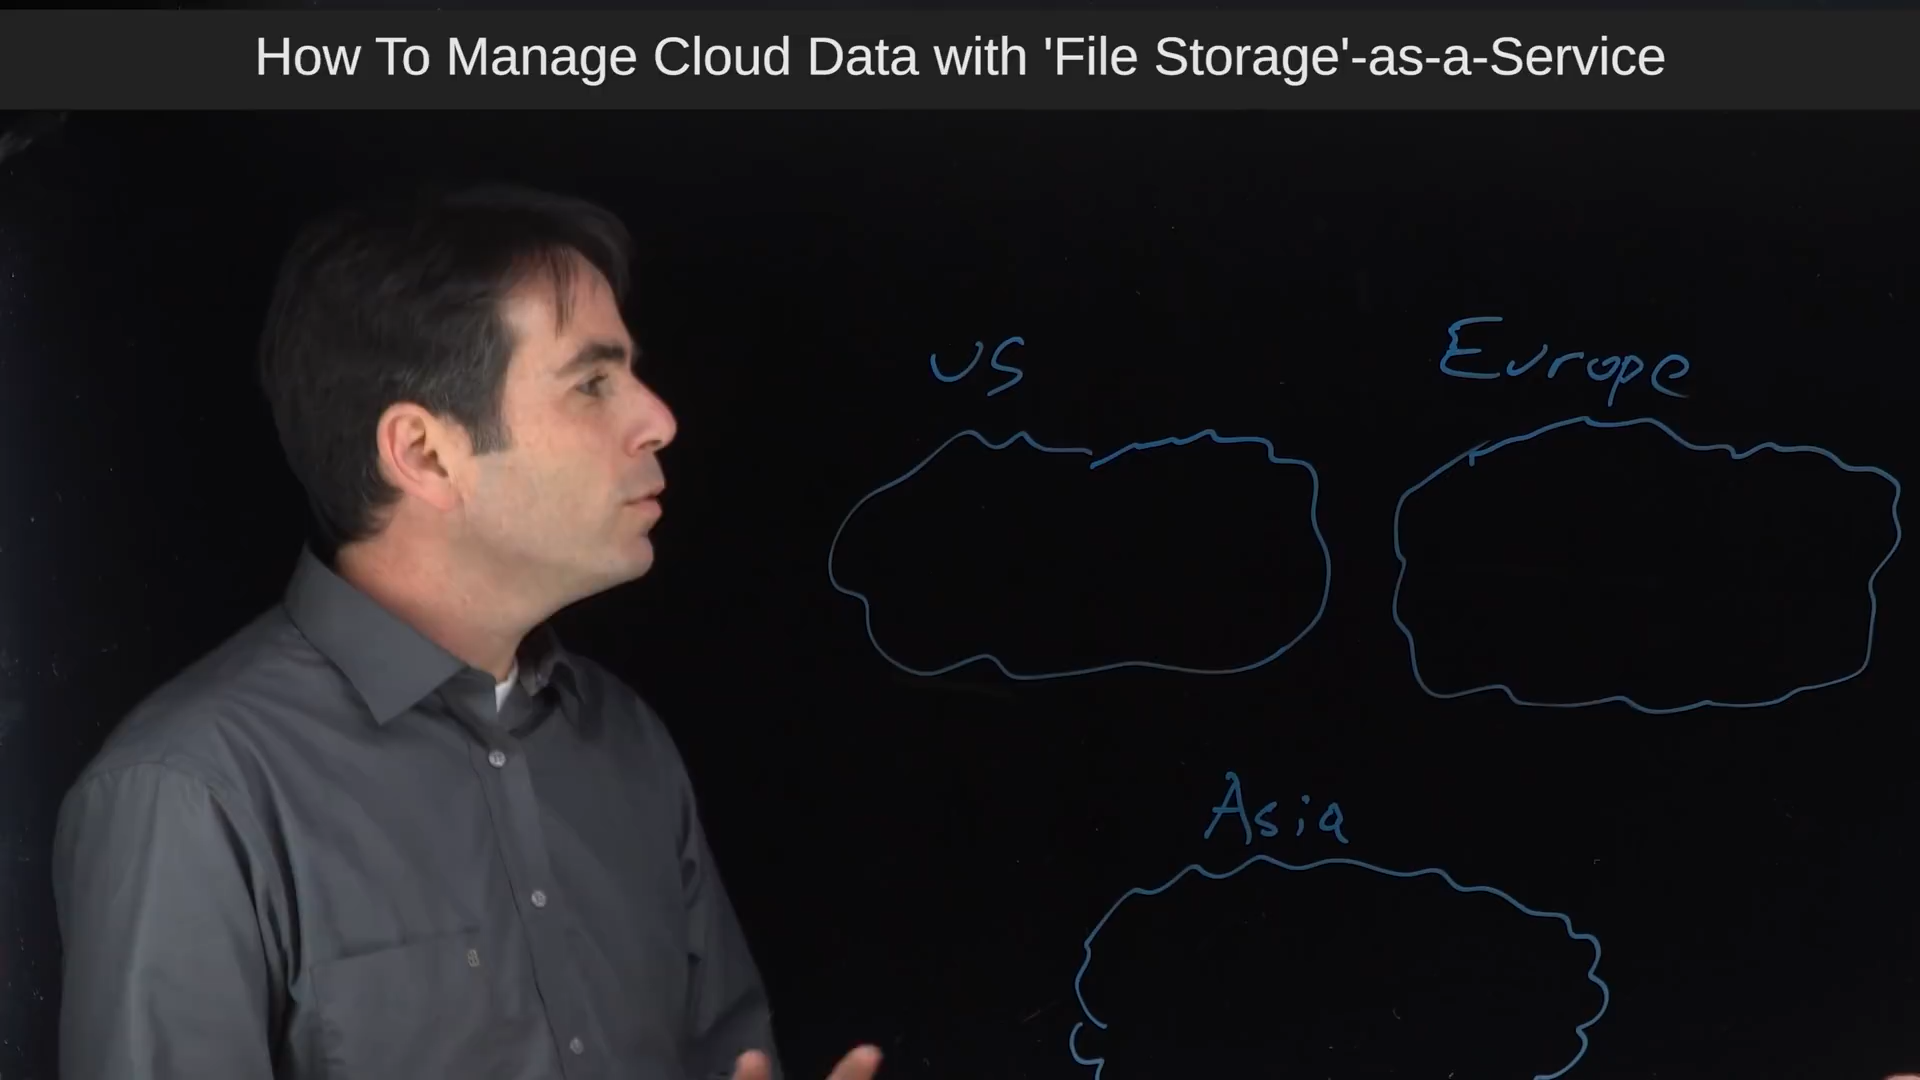 How To Manage Cloud Data with 'File Storage'-as-a-Service
US
Europe
Asia